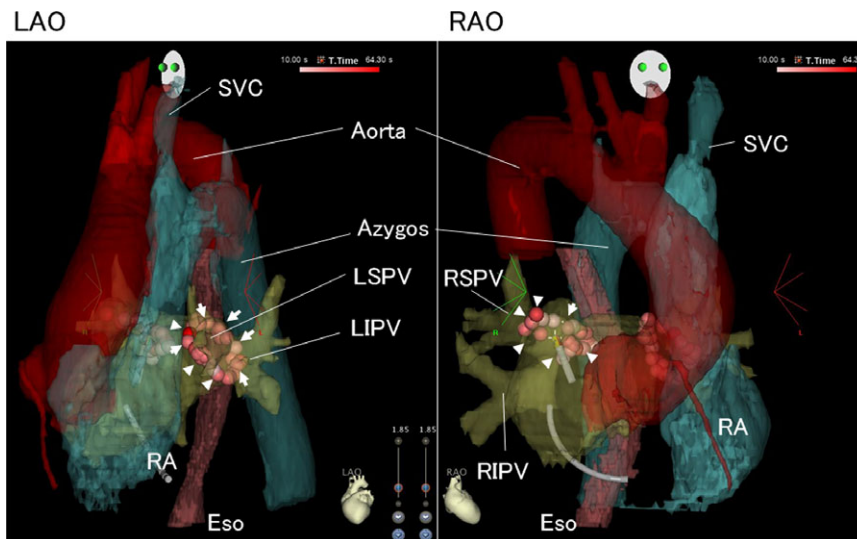 LAO
RAO
10.00 s T.Time 64.30 s
10.00 s T.Time 64.3
SVC
Aorta
SVC
Azygos
LSPV
RSPV
LIPV
RA
RA
RIPV
1.85 1.85
LAO
RAO
Eso
Eso